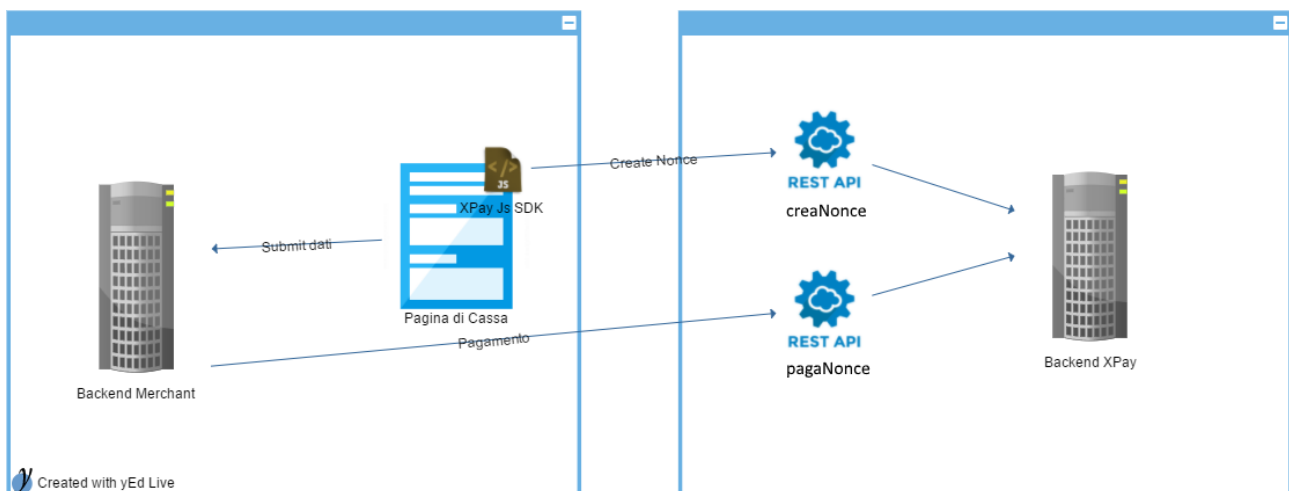 </>
JS
XPay Js SDK
Create Nonce
REST API
creaNonce
Submit dati
Pagina di Cassa
Pagamento
REST API
pagaNonce
Backend Merchant
Backend XPay
y Created with yEd Live